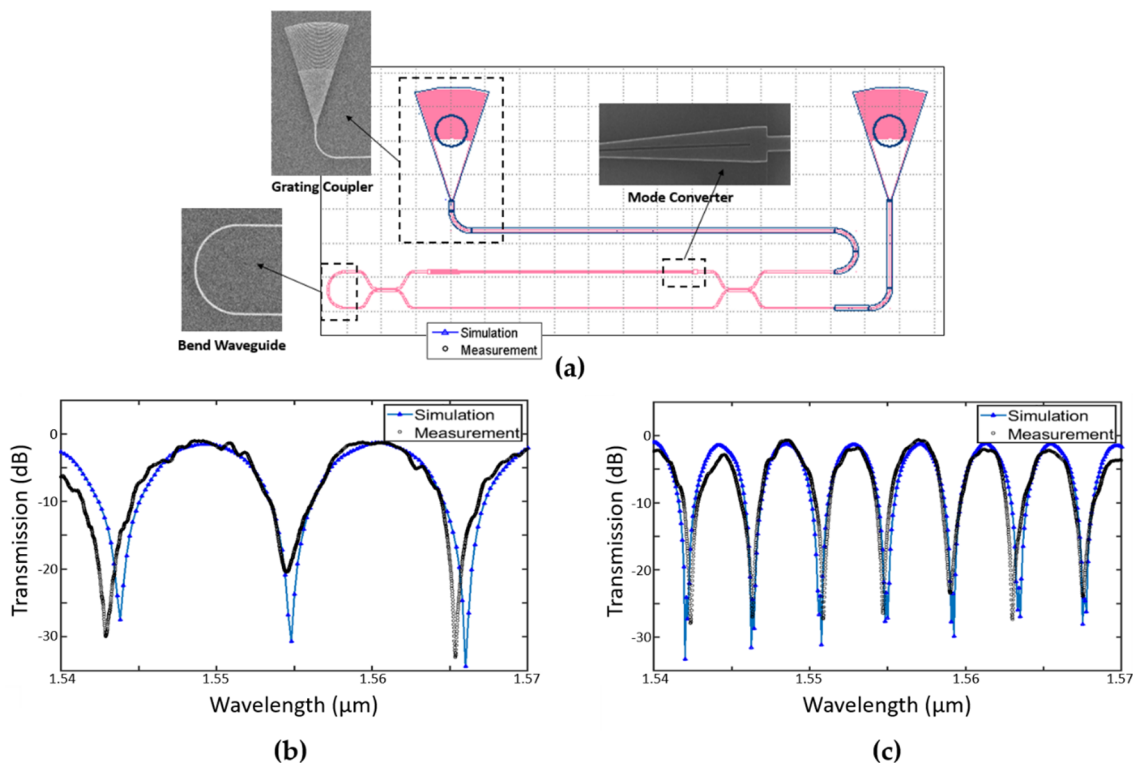 Grating Coupler
Mode Converter
Bend Waveguide
Simulation
Measurement
(a)
Simulation
Measurement
0
-10
-20
-30
Transmission (dB)
1.54
1.55
1.56
1.57
Wavelength (μm)
(b)
Simulation
Measurement
0
-10
-20
-30
Transmission (dB)
1.54
1.55
1.56
1.57
Wavelength (μm)
(c)